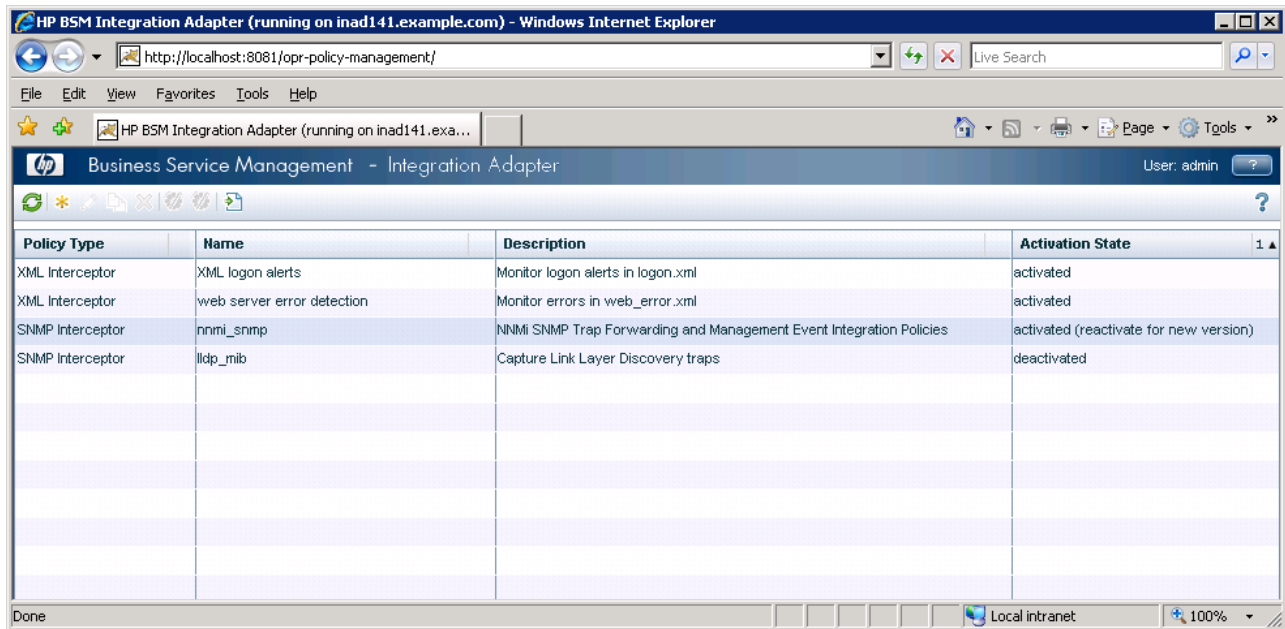 HP BSM Integration Adapter (running on inad141.example.com) - Windows Internet Explorer
http://localhost:8081/opr-policy-management/
Live Search
File Edit View Favorites Tools Help
HP BSM Integration Adapter (running on inad141.exa...
Page Tools »
hp Business Service Management - Integration Adapter User: admin ?
?
Policy Type Name Description Activation State 1
XML Interceptor XML logon alerts Monitor logon alerts in logon.xml activated
XML Interceptor web server error detection Monitor errors in web_error.xml activated
SNMP Interceptor nnmi_snmp NNMi SNMP Trap Forwarding and Management Event Integration Policies activated (reactivate for new version)
SNMP Interceptor lldp_mib Capture Link Layer Discovery traps deactivated
Done Local intranet 100%